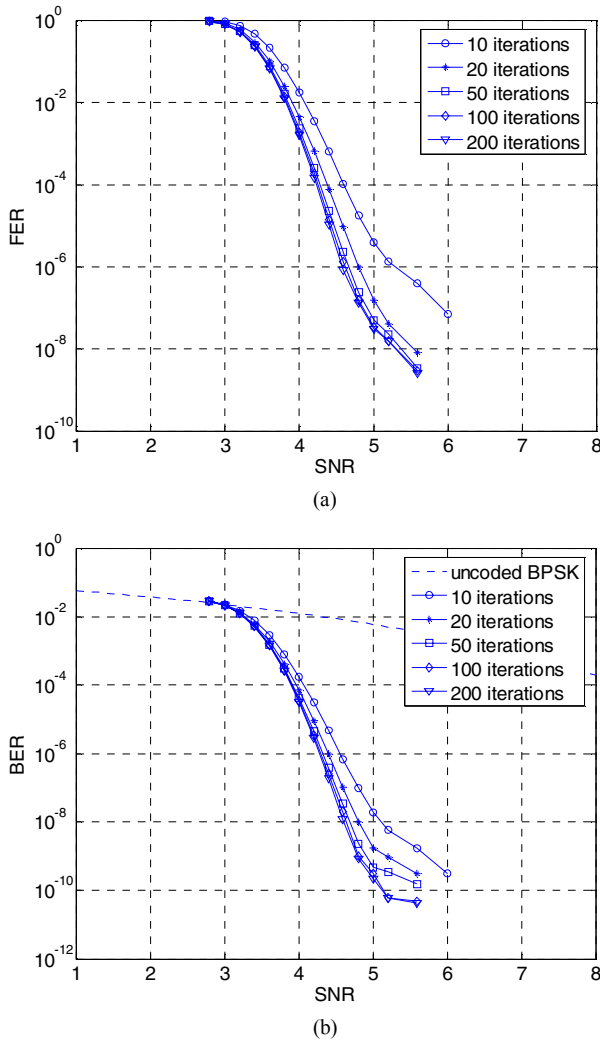 10^0
10^-2
10^-4
10^-6
10^-8
10^-10
FER
10 iterations
20 iterations
50 iterations
100 iterations
200 iterations
1 2 3 4 5 6 7 8
SNR
(a)
10^0
10^-2
10^-4
10^-6
10^-8
10^-10
10^-12
BER
uncoded BPSK
10 iterations
20 iterations
50 iterations
100 iterations
200 iterations
1 2 3 4 5 6 7 8
SNR
(b)